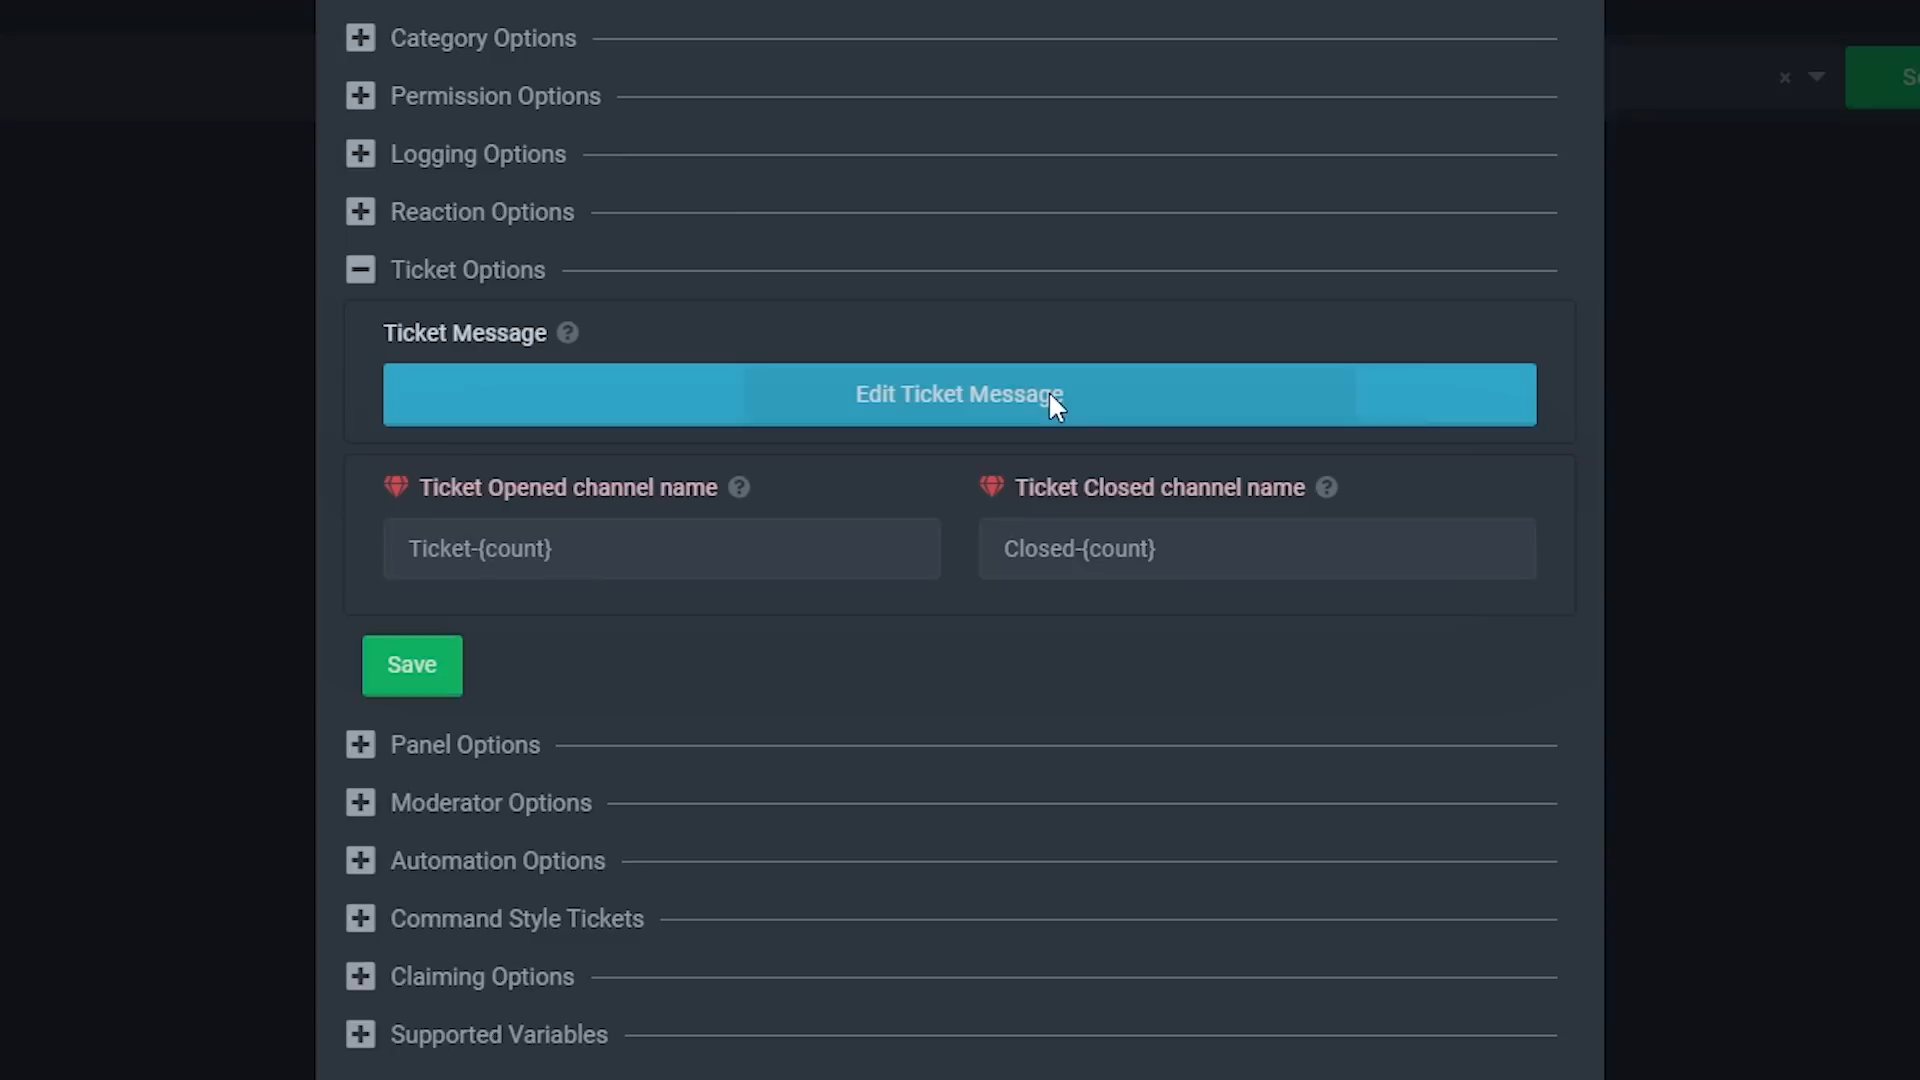 Category Options
Permission Options
Logging Options
Reaction Options
Ticket Options
Ticket Message ?
Edit Ticket Message
Ticket Opened channel name ? Ticket Closed channel name ?
Ticket-{count} Closed-{count}
Save
Panel Options
Moderator Options
Automation Options
Command Style Tickets
Claiming Options
Supported Variables